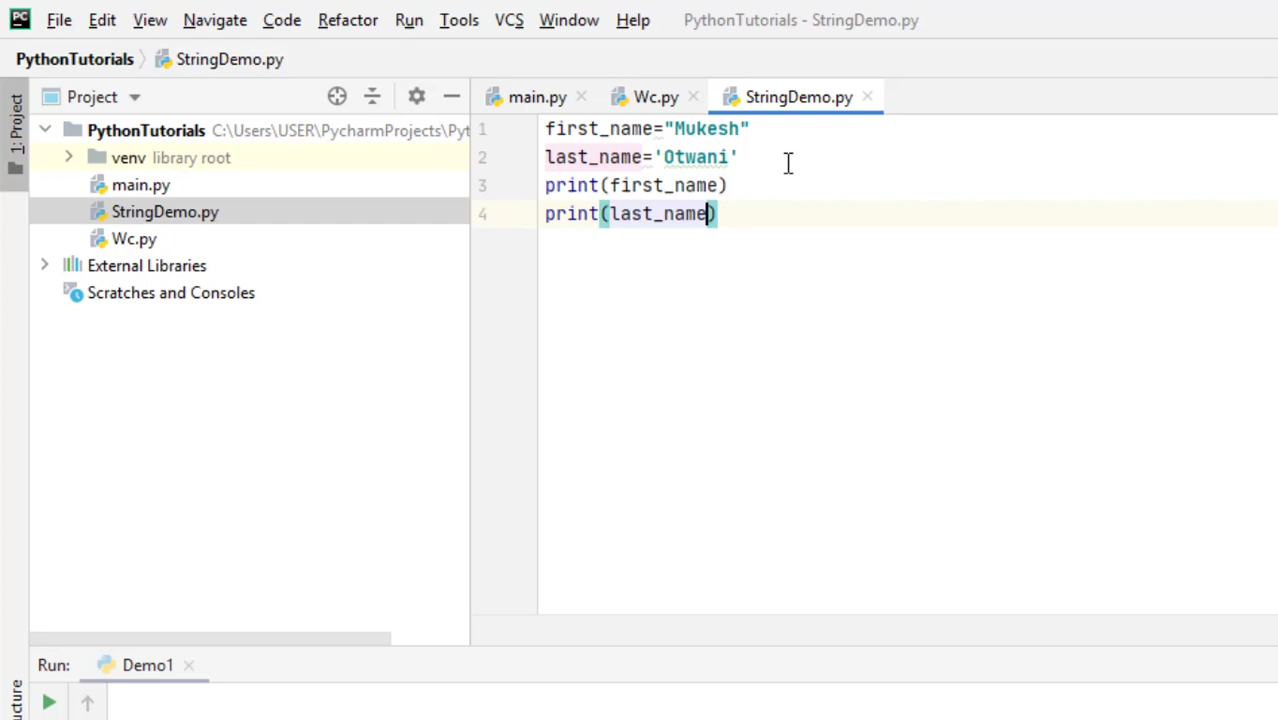 PC File Edit View Navigate Code Refactor Run Tools VCS Window Help PythonTutorials - StringDemo.py
PythonTutorials StringDemo.py
1: Project
Project
main.py Wc.py StringDemo.py
PythonTutorials C:\Users\USER\PycharmProjects\Pyt
venv library root
main.py
StringDemo.py
Wc.py
External Libraries
Scratches and Consoles
1 first_name="Mukesh"
2 last_name='Otwani'
3 print(first_name)
4 print(last_name)
Run: Demo1
ucture